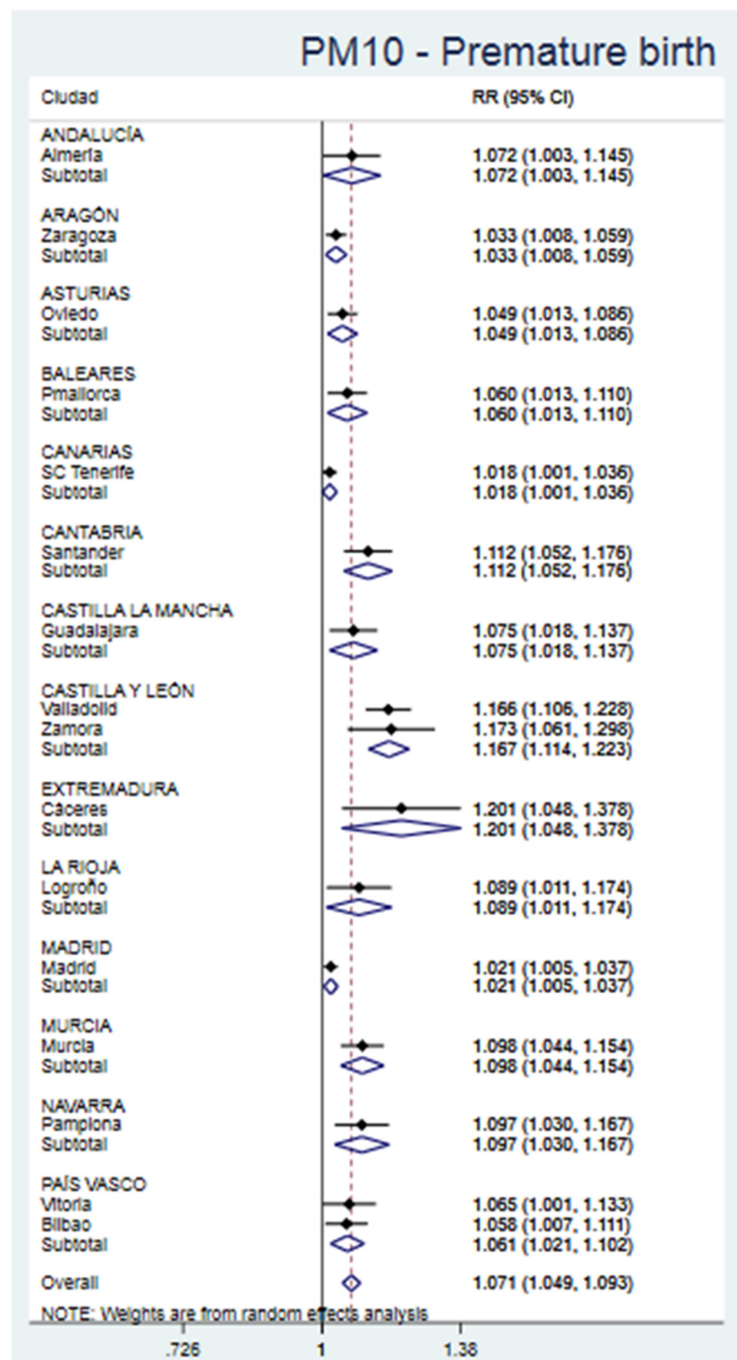 PM10 - Premature birth
Ciudad RR (95% CI)
ANDALUCÍA
Almería 1.072 (1.003, 1.145)
Subtotal 1.072 (1.003, 1.145)
ARAGÓN
Zaragoza 1.033 (1.008, 1.059)
Subtotal 1.033 (1.008, 1.059)
ASTURIAS
Oviedo 1.049 (1.013, 1.086)
Subtotal 1.049 (1.013, 1.086)
BALEARES
Pmallorca 1.060 (1.013, 1.110)
Subtotal 1.060 (1.013, 1.110)
CANARIAS
SC Tenerife 1.018 (1.001, 1.036)
Subtotal 1.018 (1.001, 1.036)
CANTABRIA
Santander 1.112 (1.052, 1.176)
Subtotal 1.112 (1.052, 1.176)
CASTILLA LA MANCHA
Guadalajara 1.075 (1.018, 1.137)
Subtotal 1.075 (1.018, 1.137)
CASTILLA Y LEÓN
Valladolid 1.166 (1.106, 1.228)
Zamora 1.173 (1.061, 1.298)
Subtotal 1.167 (1.114, 1.223)
EXTREMADURA
Cáceres 1.201 (1.048, 1.378)
Subtotal 1.201 (1.048, 1.378)
LA RIOJA
Logroño 1.089 (1.011, 1.174)
Subtotal 1.089 (1.011, 1.174)
MADRID
Madrid 1.021 (1.005, 1.037)
Subtotal 1.021 (1.005, 1.037)
MURCIA
Murcia 1.098 (1.044, 1.154)
Subtotal 1.098 (1.044, 1.154)
NAVARRA
Pamplona 1.097 (1.030, 1.167)
Subtotal 1.097 (1.030, 1.167)
PAÍS VASCO
Vitoria 1.065 (1.001, 1.133)
Bilbao 1.058 (1.007, 1.111)
Subtotal 1.061 (1.021, 1.102)
Overall 1.071 (1.049, 1.093)
NOTE: Weights are from random effects analysis
.726 1 1.38